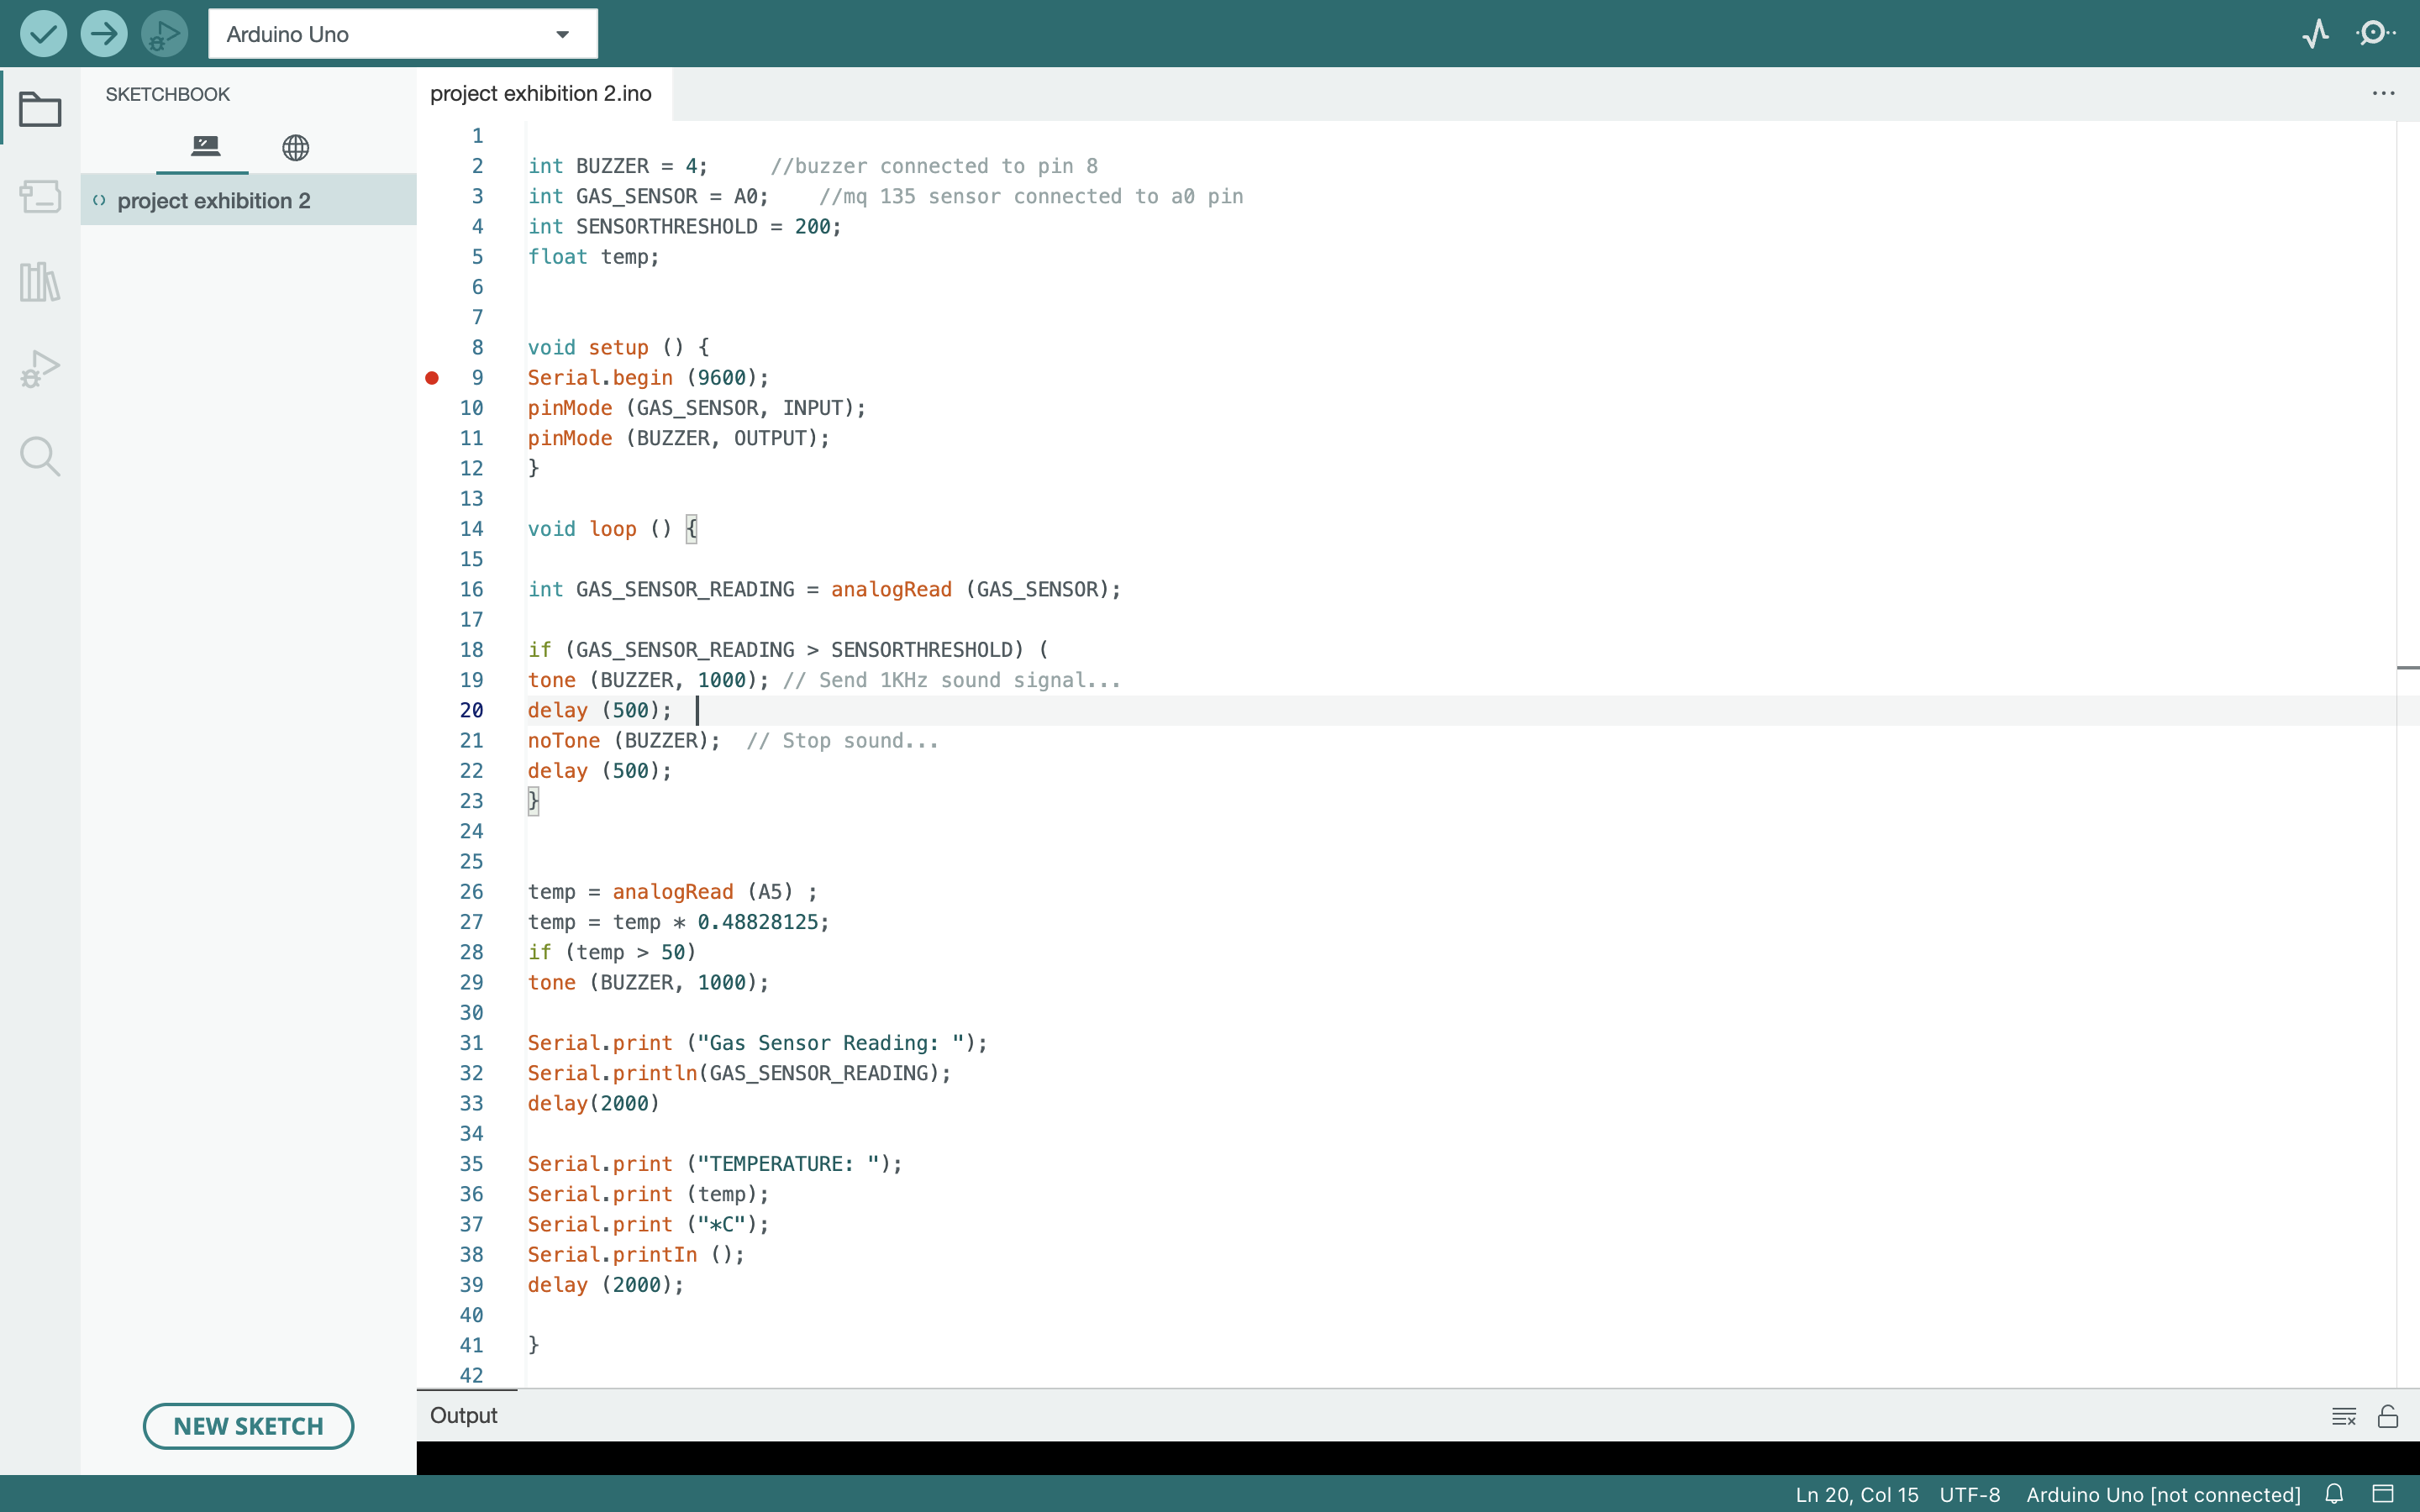 Arduino Uno
SKETCHBOOK
project exhibition 2
NEW SKETCH
project exhibition 2.ino
1
2 int BUZZER = 4; //buzzer connected to pin 8
3 int GAS_SENSOR = A0; //mq 135 sensor connected to a0 pin
4 int SENSORTHRESHOLD = 200;
5 float temp;
6
7
8 void setup () {
9 Serial.begin (9600);
10 pinMode (GAS_SENSOR, INPUT);
11 pinMode (BUZZER, OUTPUT);
12 }
13
14 void loop () {
15
16 int GAS_SENSOR_READING = analogRead (GAS_SENSOR);
17
18 if (GAS_SENSOR_READING > SENSORTHRESHOLD) (
19 tone (BUZZER, 1000); // Send 1KHz sound signal...
20 delay (500);
21 noTone (BUZZER); // Stop sound...
22 delay (500);
23 }
24
25
26 temp = analogRead (A5) ;
27 temp = temp * 0.48828125;
28 if (temp > 50)
29 tone (BUZZER, 1000);
30
31 Serial.print ("Gas Sensor Reading: ");
32 Serial.println(GAS_SENSOR_READING);
33 delay(2000)
34
35 Serial.print ("TEMPERATURE: ");
36 Serial.print (temp);
37 Serial.print ("*C");
38 Serial.printIn ();
39 delay (2000);
40
41 }
42
Output
Ln 20, Col 15 UTF-8 Arduino Uno [not connected]